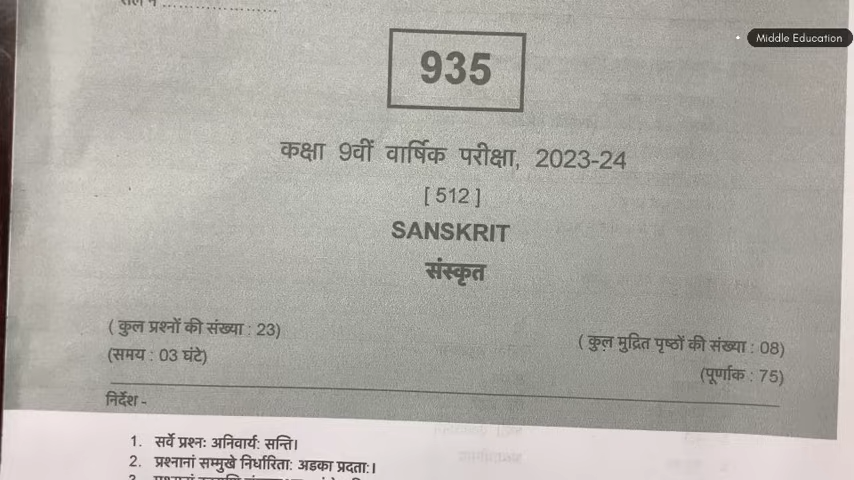 Middle Education
935
कक्षा 9वीं वार्षिक परीक्षा, 2023-24
[ 512 ]
SANSKRIT
संस्कृत
( कुल प्रश्नों की संख्या : 23)
( कुल मुद्रित पृष्ठों की संख्या : 08)
(समय : 03 घंटे)
(पूर्णांक : 75)
निर्देश -
1. सर्वे प्रश्नः अनिवार्यः सन्ति।
2. प्रश्नानां सम्मुखे निर्धारिताः अडका प्रदताः।